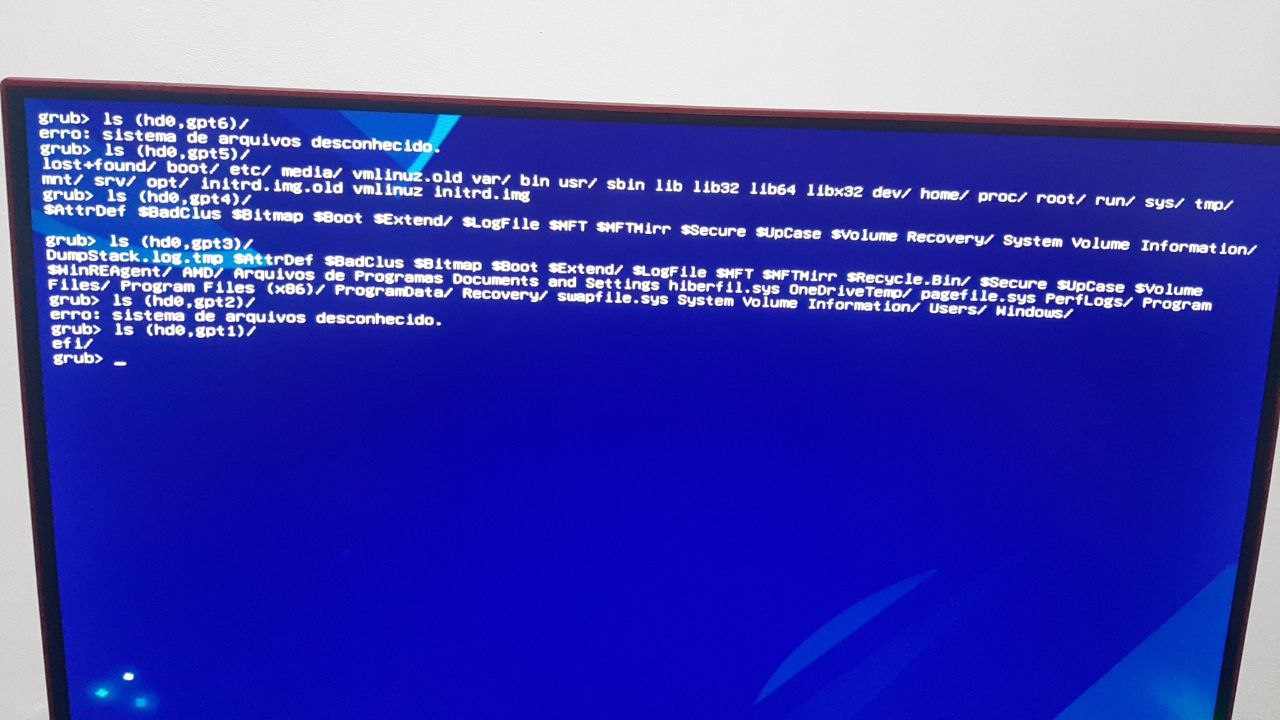 grub> ls (hd0,gpt6)/
erro: sistema de arquivos desconhecido.
grub> ls (hd0,gpt5)/
lost+found/ boot/ etc/ media/ vmlinuz.old var/ bin usr/ sbin lib lib32 lib64 libx32 dev/ home/ proc/ root/ run/ sys/ tmp/
mnt/ srv/ opt/ initrd.img.old vmlinuz initrd.img
grub> ls (hd0,gpt4)/
$AttrDef $BadClus $Bitmap $Boot $Extend/ $LogFile $MFT $MFTMirr $Secure $UpCase $Volume Recovery/ System Volume Information/
grub> ls (hd0,gpt3)/
DumpStack.log.tmp $AttrDef $BadClus $Bitmap $Boot $Extend/ $LogFile $MFT $MFTMirr $Recycle.Bin/ $Secure $UpCase $Volume
$WinREAgent/ AMD/ Arquivos de Programas Documents and Settings hiberfil.sys OneDriveTemp/ pagefile.sys PerfLogs/ Program
Files/ Program Files (x86)/ ProgramData/ Recovery/ swapfile.sys System Volume Information/ Users/ Windows/
grub> ls (hd0,gpt2)/
erro: sistema de arquivos desconhecido.
grub> ls (hd0,gpt1)/
efi/
grub> _